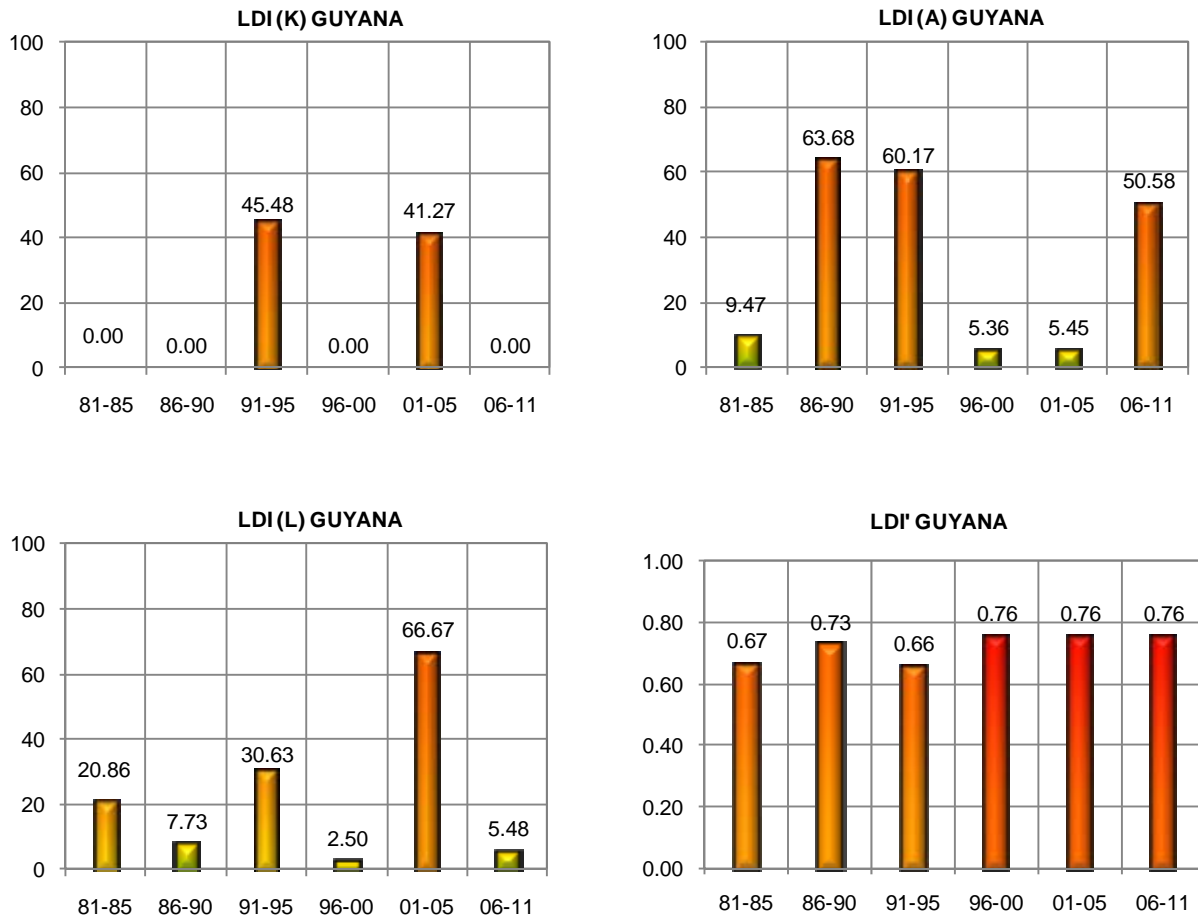 LDI (K) GUYANA
100
80
60
40
20
0
45.48
41.27
0.00 0.00 0.00 0.00
81-85 86-90 91-95 96-00 01-05 06-11
LDI (A) GUYANA
100
80
60
40
20
0
9.47 63.68 60.17 5.36 5.45 50.58
81-85 86-90 91-95 96-00 01-05 06-11
LDI (L) GUYANA
100
80
60
40
20
0
20.86 7.73 30.63 2.50 66.67 5.48
81-85 86-90 91-95 96-00 01-05 06-11
LDI' GUYANA
1.00
0.80
0.60
0.40
0.20
0.00
0.67 0.73 0.66 0.76 0.76 0.76
81-85 86-90 91-95 96-00 01-05 06-11